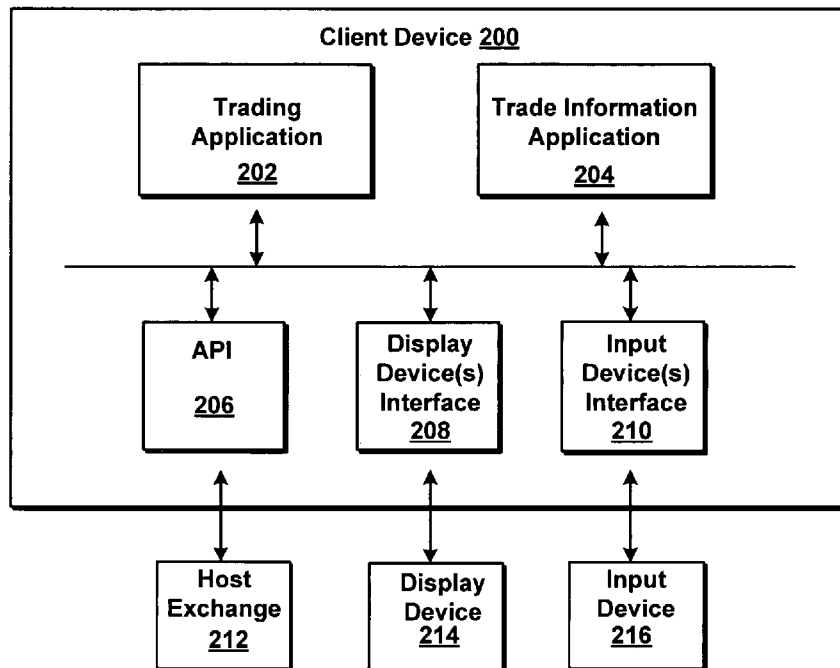 Client Device 200
Trading
Application
202
Trade Information
Application
204
API
206
Display
Device(s)
Interface
208
Input
Device(s)
Interface
210
Host
Exchange
212
Display
Device
214
Input
Device
216